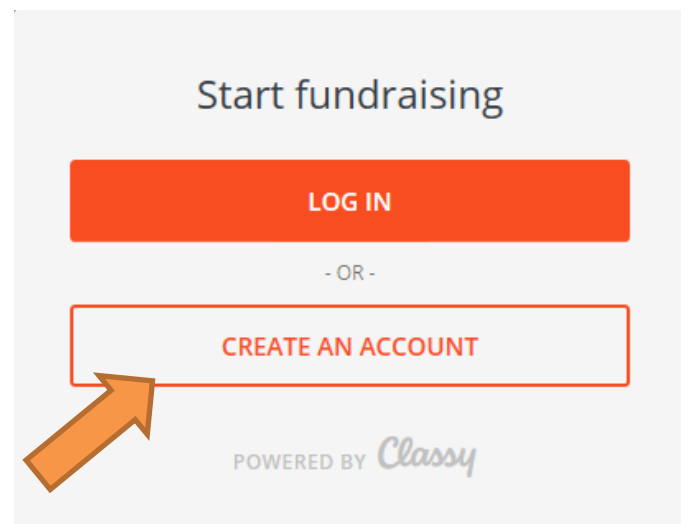 Start fundraising
LOG IN
- OR -
CREATE AN ACCOUNT
POWERED BY Classy